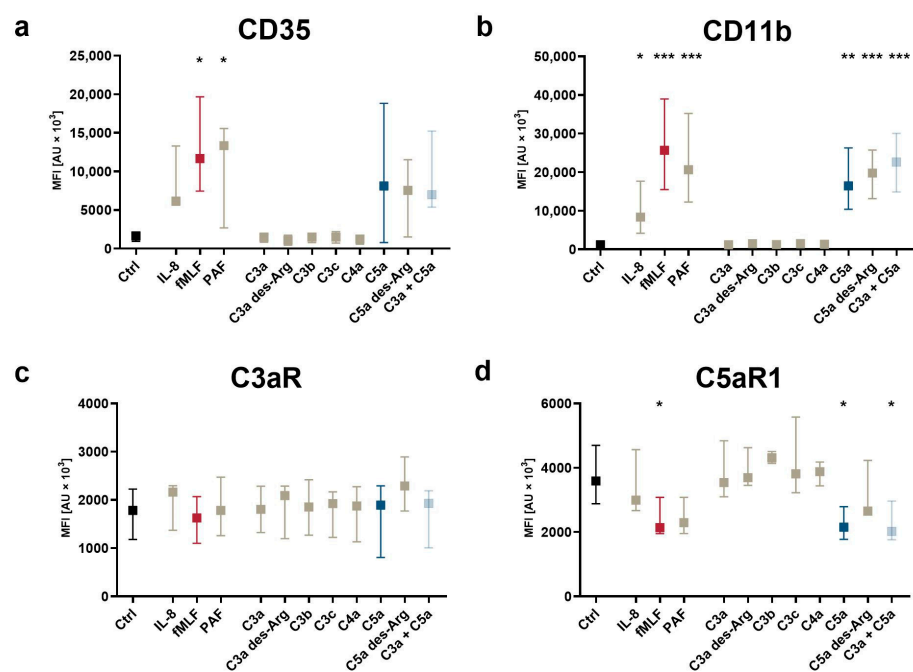 a
CD35
MFI [AU × 10³]
25,000
20,000
15,000
10,000
5000
0
* *
Ctrl IL-8 fMLF PAF C3a C3a des-Arg C3b C3c C4a C5a C5a des-Arg C3a + C5a
b
CD11b
MFI [AU × 10³]
50,000
40,000
30,000
20,000
10,000
0
* *** *** ** *** ***
Ctrl IL-8 fMLF PAF C3a C3a des-Arg C3b C3c C4a C5a C5a des-Arg C3a + C5a
c
C3aR
MFI [AU × 10³]
4000
3000
2000
1000
0
Ctrl IL-8 fMLF PAF C3a C3a des-Arg C3b C3c C4a C5a C5a des-Arg C3a + C5a
d
C5aR1
MFI [AU × 10³]
6000
4000
2000
0
* * *
Ctrl IL-8 fMLF PAF C3a C3a des-Arg C3b C3c C4a C5a C5a des-Arg C3a + C5a